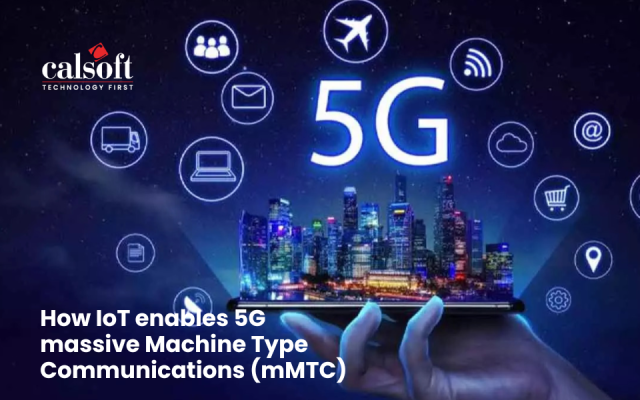 calsoft
TECHNOLOGY FIRST
5G
@
How IoT enables 5G
massive Machine Type
Communications (mMTC)